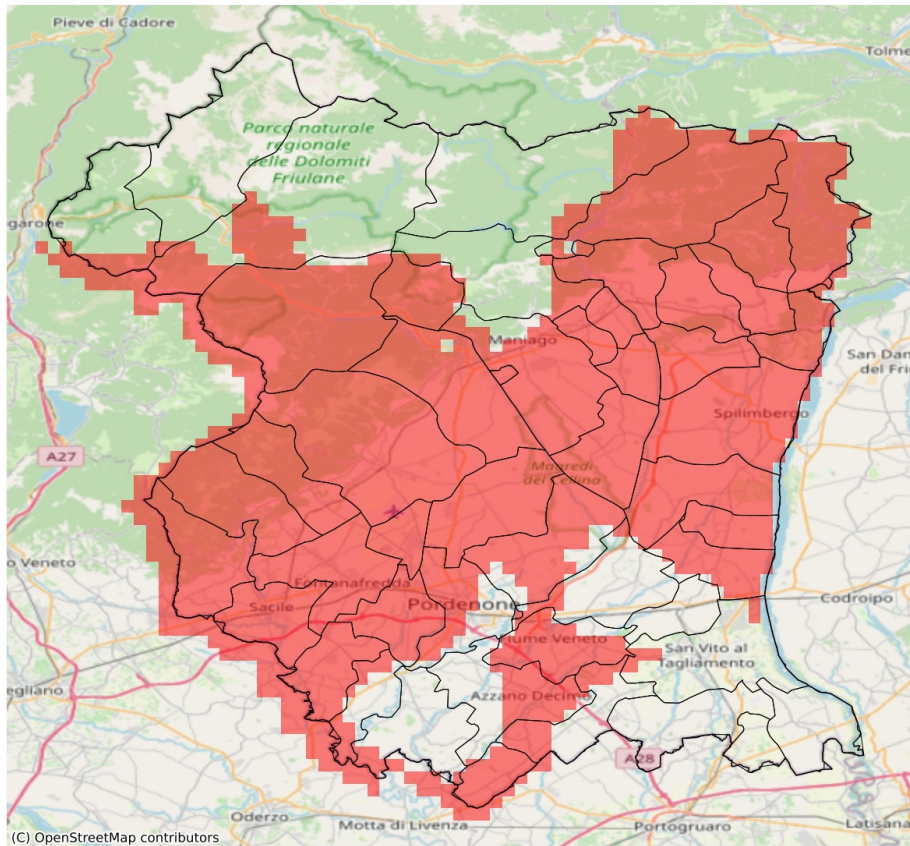 Pieve di Cadore
Tolme
Parco naturale
regionale
delle Dolomiti
Friulane
garone
Maniago
San Dan
del Friu
Spilimbergo
A27
Magredi
del Cellina
o Veneto
Fontanafredda
Sacile
Pordenone
Codroipo
Fiume Veneto
San Vito al
Tagliamento
egliano
Azzano Decimo
A28
Oderzo
Motta di Livenza
Portogruaro
Latisana
(C) OpenStreetMap contributors